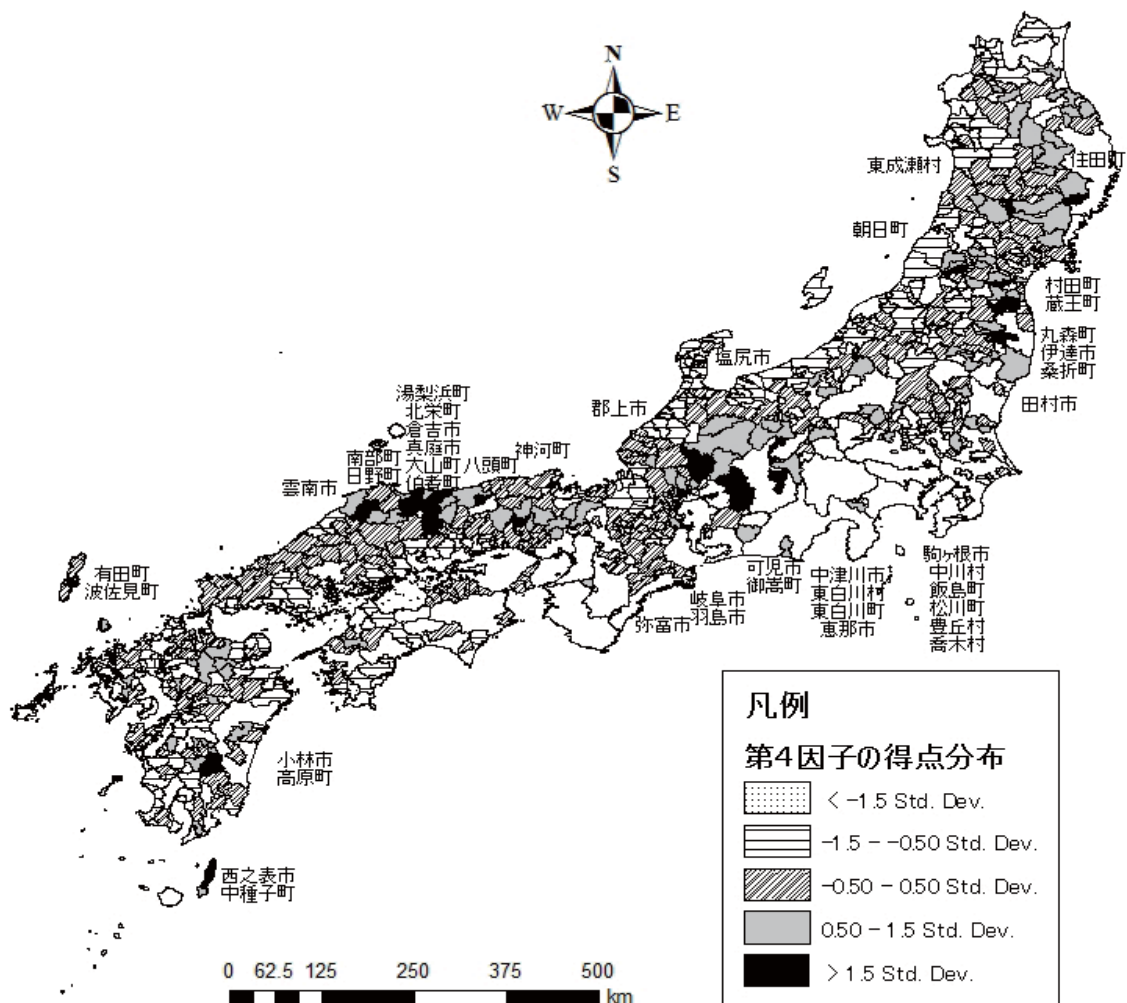 N
W
E
S
東成瀬村
住田町
朝日町
村田町
蔵王町
丸森町
伊達市
桑折町
田村市
塩尻市
郡上市
湯梨浜町
北栄町
倉吉市
真庭市
大山町
伯耆町
南部町
日野町
八頭町
神河町
雲南市
有田町
波佐見町
可児市
御嵩町
岐阜市
羽島市
弥富市
中津川市
東白川村
東白川町
恵那市
駒ヶ根市
中川村
飯島町
松川町
豊丘村
喬木村
小林市
高原町
西之表市
中種子町
凡例
第4因子の得点分布
< -1.5 Std. Dev.
-1.5 - -0.50 Std. Dev.
-0.50 - 0.50 Std. Dev.
0.50 - 1.5 Std. Dev.
> 1.5 Std. Dev.
0 62.5 125 250 375 500
km